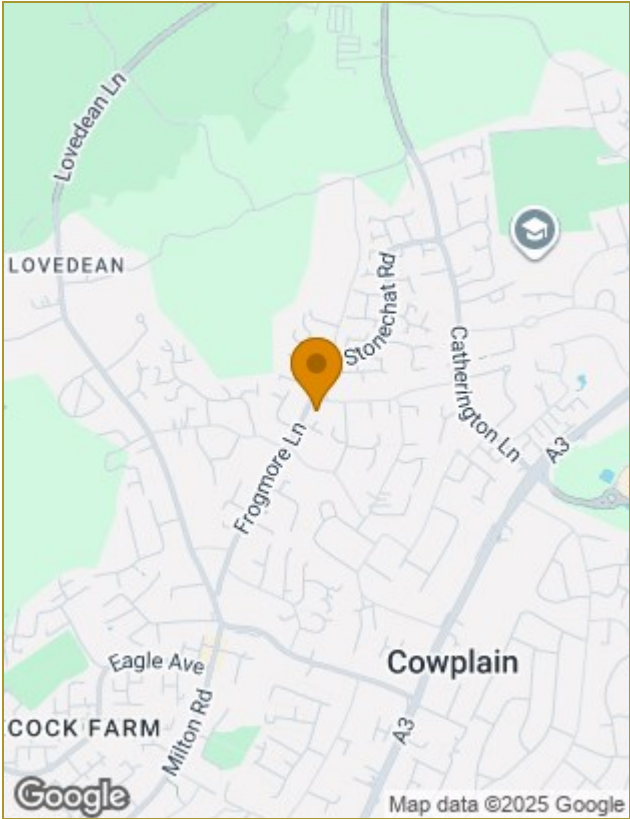 Lovedean Ln
LOVEDEAN
Stonechat Rd
Catherington Ln
A3
Frogmore Ln
Eagle Ave
Cowplain
COCK FARM
Milton Rd
A3
Google
Map data ©2025 Google